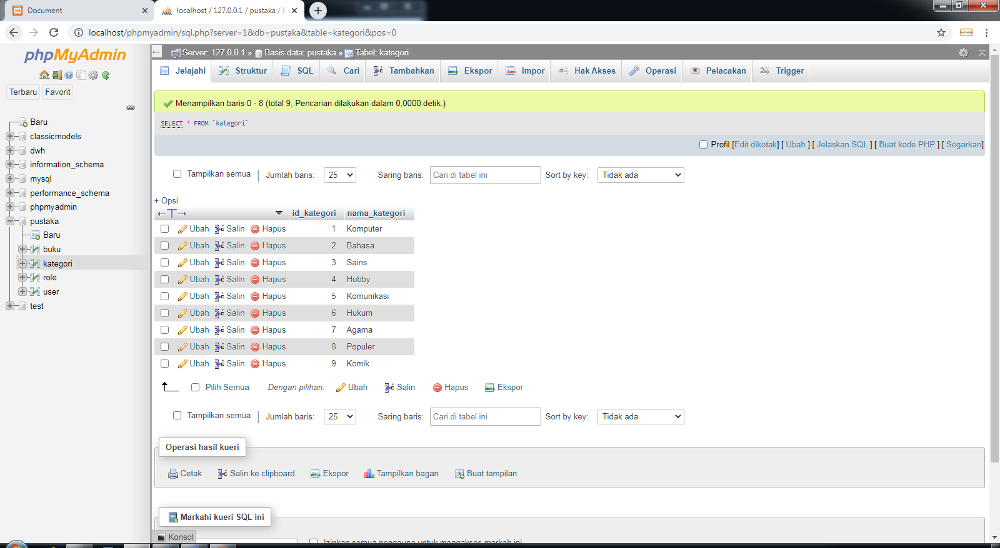 Document
localhost / 127.0.0.1 / pustaka / k
localhost/phpmyadmin/sql.php?server=1&db=pustaka&table=kategori&pos=0
phpMyAdmin
Terbaru Favorit
Baru
classicmodels
dwh
information_schema
mysql
performance_schema
phpmyadmin
pustaka
Baru
buku
kategori
role
user
test
Server: 127.0.0.1 » Basis data: pustaka » Tabel: kategori
Jelajahi Struktur SQL Cari Tambahkan Ekspor Impor Hak Akses Operasi Pelacakan Trigger
Menampilkan baris 0 - 8 (total 9, Pencarian dilakukan dalam 0,0000 detik.)
SELECT * FROM `kategori`
Profil [Edit dikotak] [ Ubah ] [ Jelaskan SQL ] [ Buat kode PHP ] [ Segarkan]
Tampilkan semua | Jumlah baris: 25 Saring baris: Cari di tabel ini Sort by key: Tidak ada
+ Opsi
←T→ id_kategori nama_kategori
Ubah Salin Hapus 1 Komputer
Ubah Salin Hapus 2 Bahasa
Ubah Salin Hapus 3 Sains
Ubah Salin Hapus 4 Hobby
Ubah Salin Hapus 5 Komunikasi
Ubah Salin Hapus 6 Hukum
Ubah Salin Hapus 7 Agama
Ubah Salin Hapus 8 Populer
Ubah Salin Hapus 9 Komik
Pilih Semua Dengan pilihan: Ubah Salin Hapus Ekspor
Tampilkan semua | Jumlah baris: 25 Saring baris: Cari di tabel ini Sort by key: Tidak ada
Operasi hasil kueri
Cetak Salin ke clipboard Ekspor Tampilkan bagan Buat tampilan
Markahi kueri SQL ini
Konsol
Izinkan semua pengguna untuk mengakses markah ini